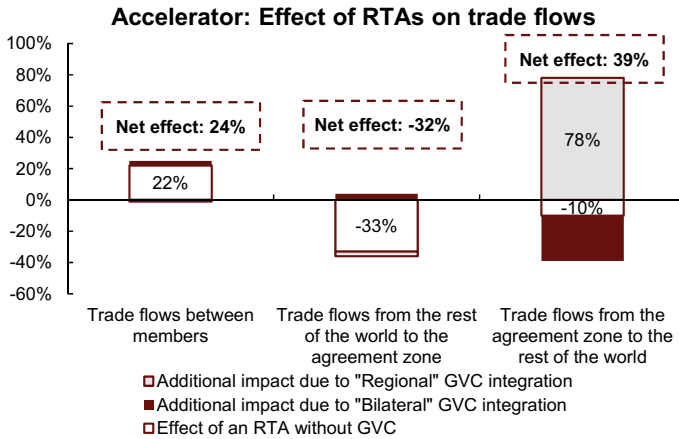 Accelerator: Effect of RTAs on trade flows
100%
80%
60%
40%
20%
0%
-20%
-40%
-60%
Net effect: 24%
Net effect: -32%
Net effect: 39%
22%
-33%
78%
-10%
Trade flows between
members
Trade flows from the rest
of the world to the
agreement zone
Trade flows from the
agreement zone to the
rest of the world
Additional impact due to "Regional" GVC integration
Additional impact due to "Bilateral" GVC integration
Effect of an RTA without GVC